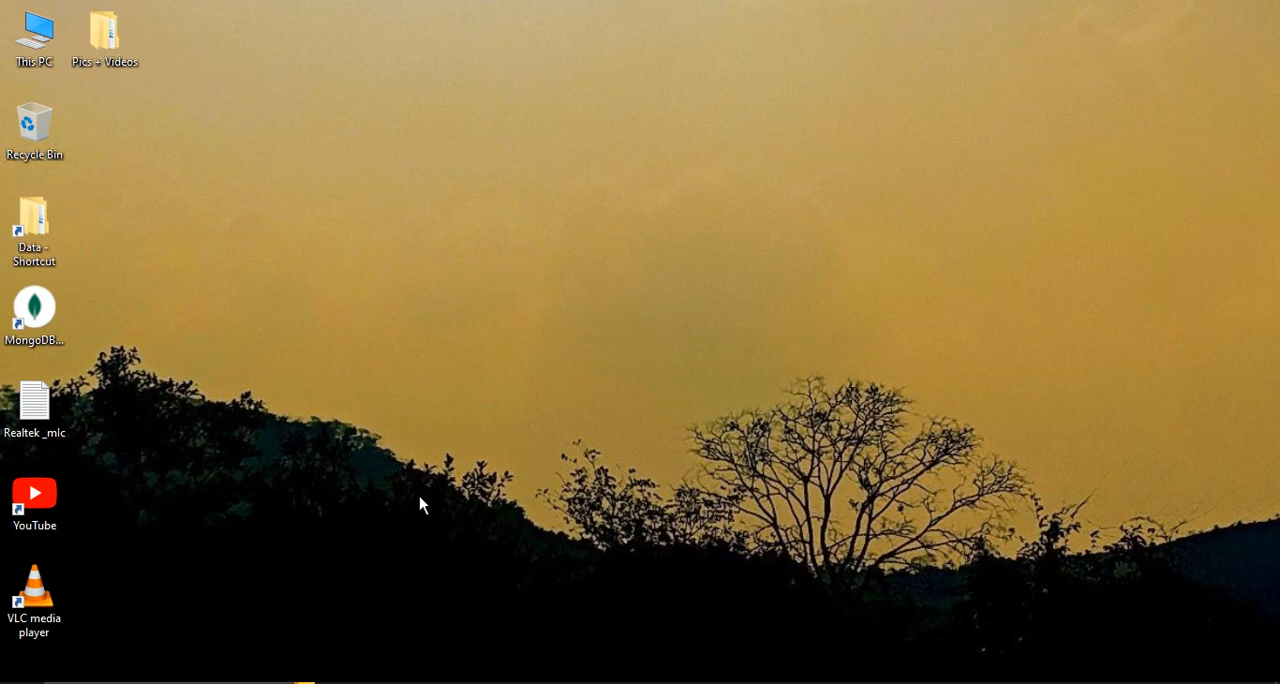 This PC
Pics + Videos
Recycle Bin
Data -
Shortcut
MongoDB...
Realtek _mlc
YouTube
VLC media
player